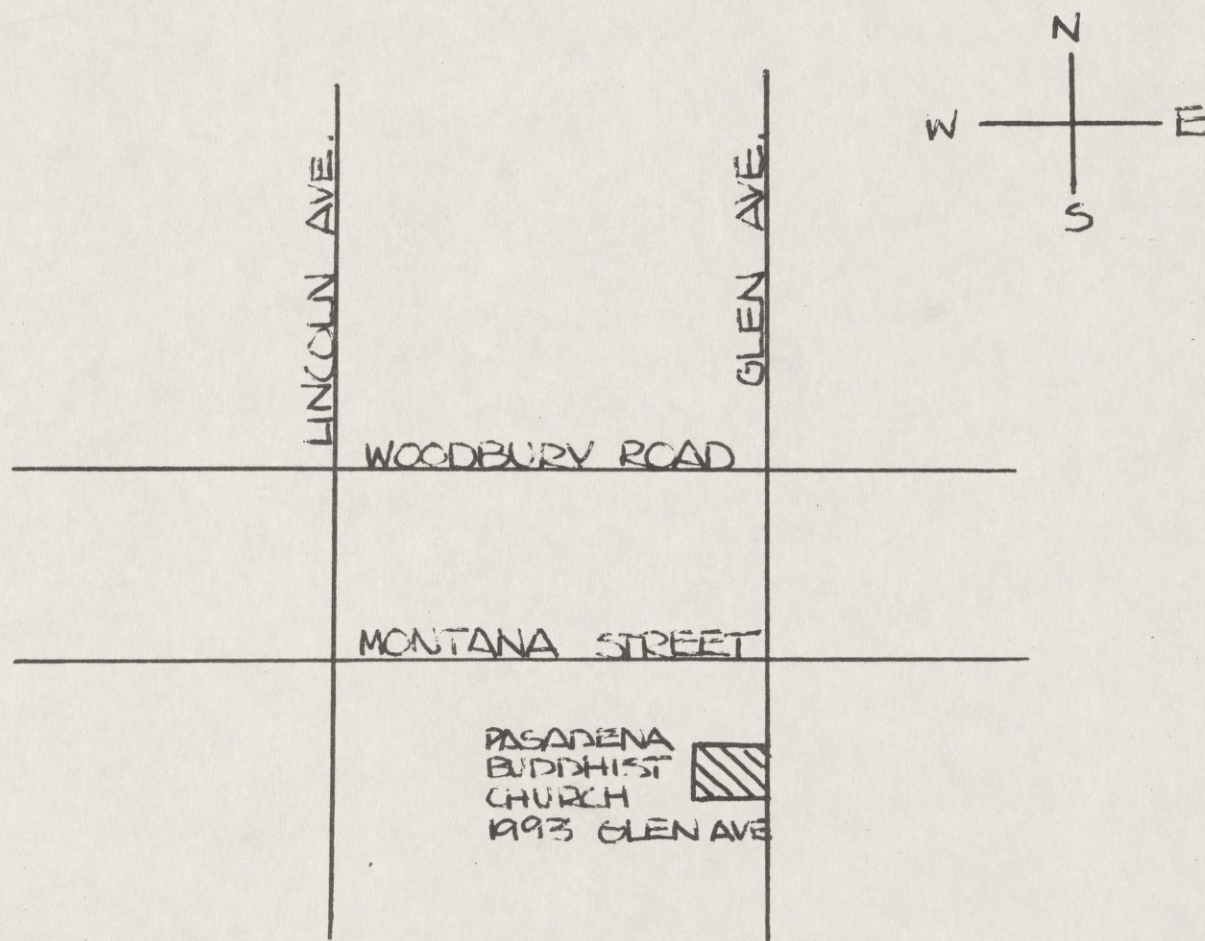 N
W E
S
LINCOLN AVE.
GLEN AVE.
WOODBURY ROAD
MONTANA STREET
PASADENA
BUDDHIST
CHURCH
1993 GLEN AVE